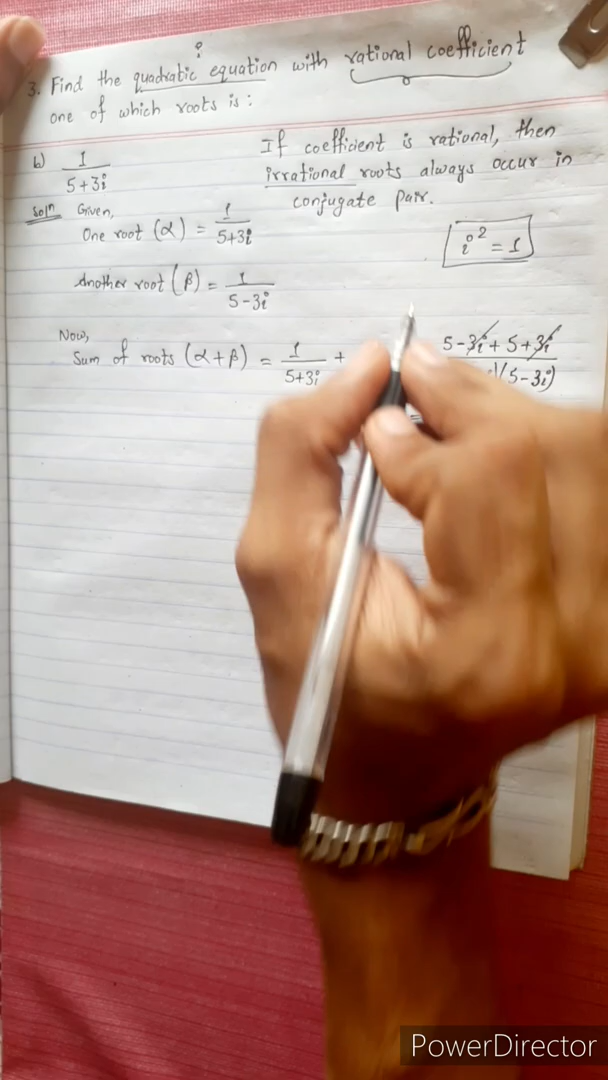 3. Find the quadratic equation with rational coefficient
one of which roots is :
b) 1/(5+3i)
If coefficient is rational, then
irrational roots always occur in
conjugate pair.
Soln Given,
One root (α) = 1/(5+3i)
i² = 1
Another root (β) = 1/(5-3i)
Now,
Sum of roots (α+β) = 1/(5+3i) + 5-3i+5+3i
(5-3i)
PowerDirector